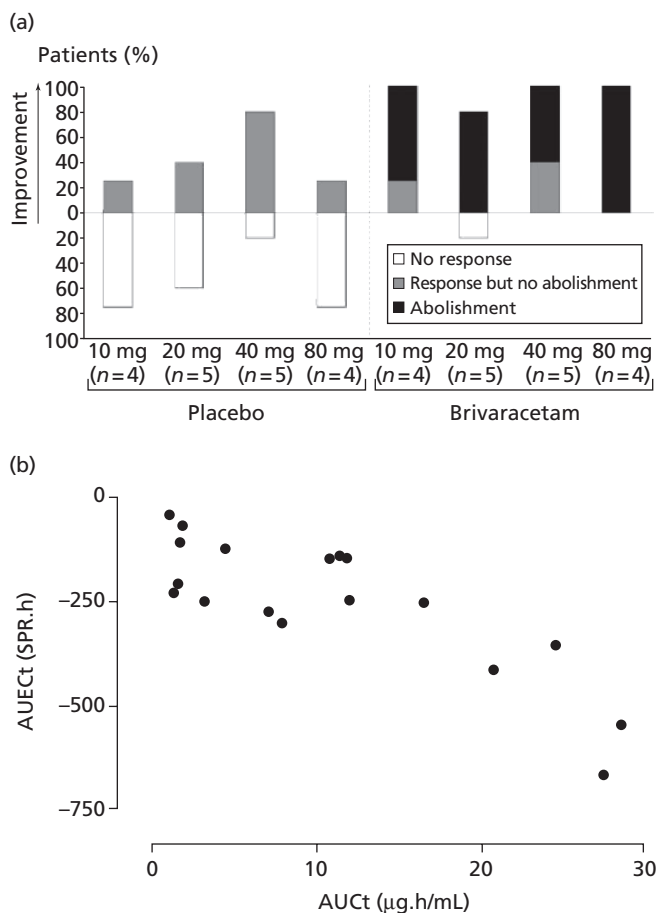 (a)
Patients (%)
Improvement
100
80
60
40
20
0
20
40
60
80
100
No response
Response but no abolishment
Abolishment
10 mg 20 mg 40 mg 80 mg 10 mg 20 mg 40 mg 80 mg
(n=4) (n=5) (n=5) (n=4) (n=4) (n=5) (n=5) (n=4)
Placebo Brivaracetam
(b)
AUECt (SPR.h)
0
−250
−500
−750
0 10 20 30
AUCt (μg.h/mL)